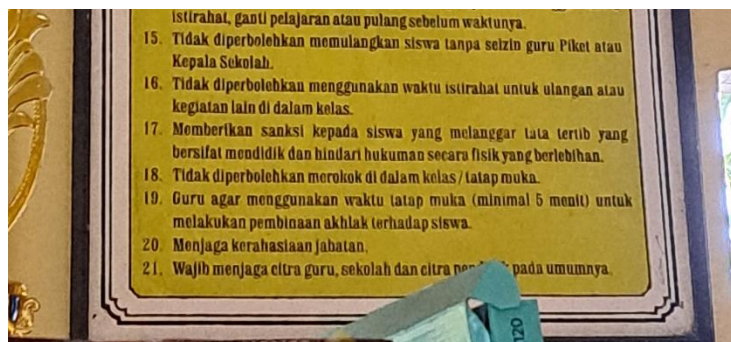 istirahat, ganti pelajaran atau pulang sebelum waktunya.
15. Tidak diperbolehkan memulangkan siswa tanpa seizin guru Piket atau
Kepala Sekolah.
16. Tidak diperbolehkan menggunakan waktu istirahat untuk ulangan atau
kegiatan lain di dalam kelas.
17. Memberikan sanksi kepada siswa yang melanggar tata tertib yang
bersifat mendidik dan hindari hukuman secara fisik yang berlebihan.
18. Tidak diperbolehkan merokok di dalam kelas / tatap muka.
19. Guru agar menggunakan waktu tatap muka (minimal 5 menit) untuk
melakukan pembinaan akhlak terhadap siswa.
20. Menjaga kerahasiaan jabatan.
21. Wajib menjaga citra guru, sekolah dan citra pada umumnya.
120